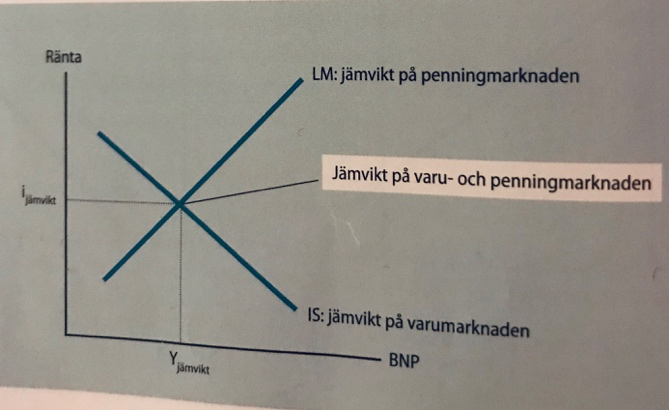 Ränta
LM: jämvikt på penningmarknaden
Jämvikt på varu- och penningmarknaden
i jämvikt
IS: jämvikt på varumarknaden
Y jämvikt
BNP